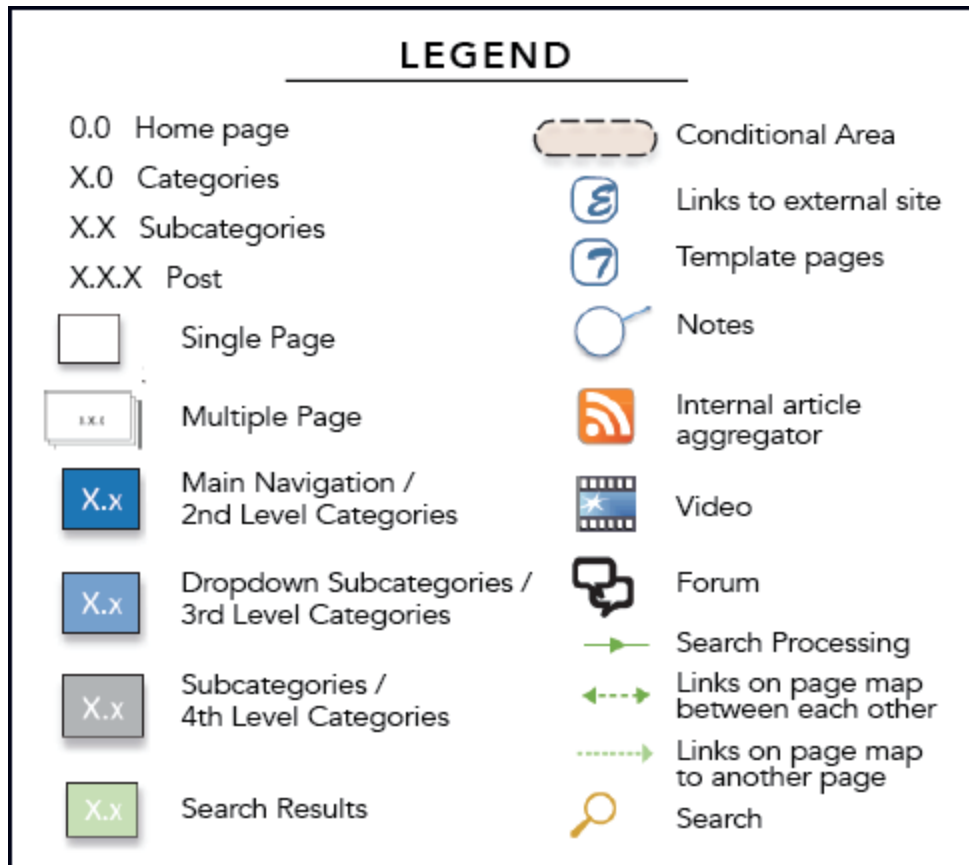 LEGEND
0.0 Home page
X.0 Categories
X.X Subcategories
X.X.X Post
Single Page
Multiple Page
X.x
Main Navigation /
2nd Level Categories
X.x
Dropdown Subcategories /
3rd Level Categories
X.x
Subcategories /
4th Level Categories
X.x
Search Results
Conditional Area
E
Links to external site
T
Template pages
Notes
Internal article
aggregator
Video
Forum
Search Processing
Links on page map
between each other
Links on page map
to another page
Search